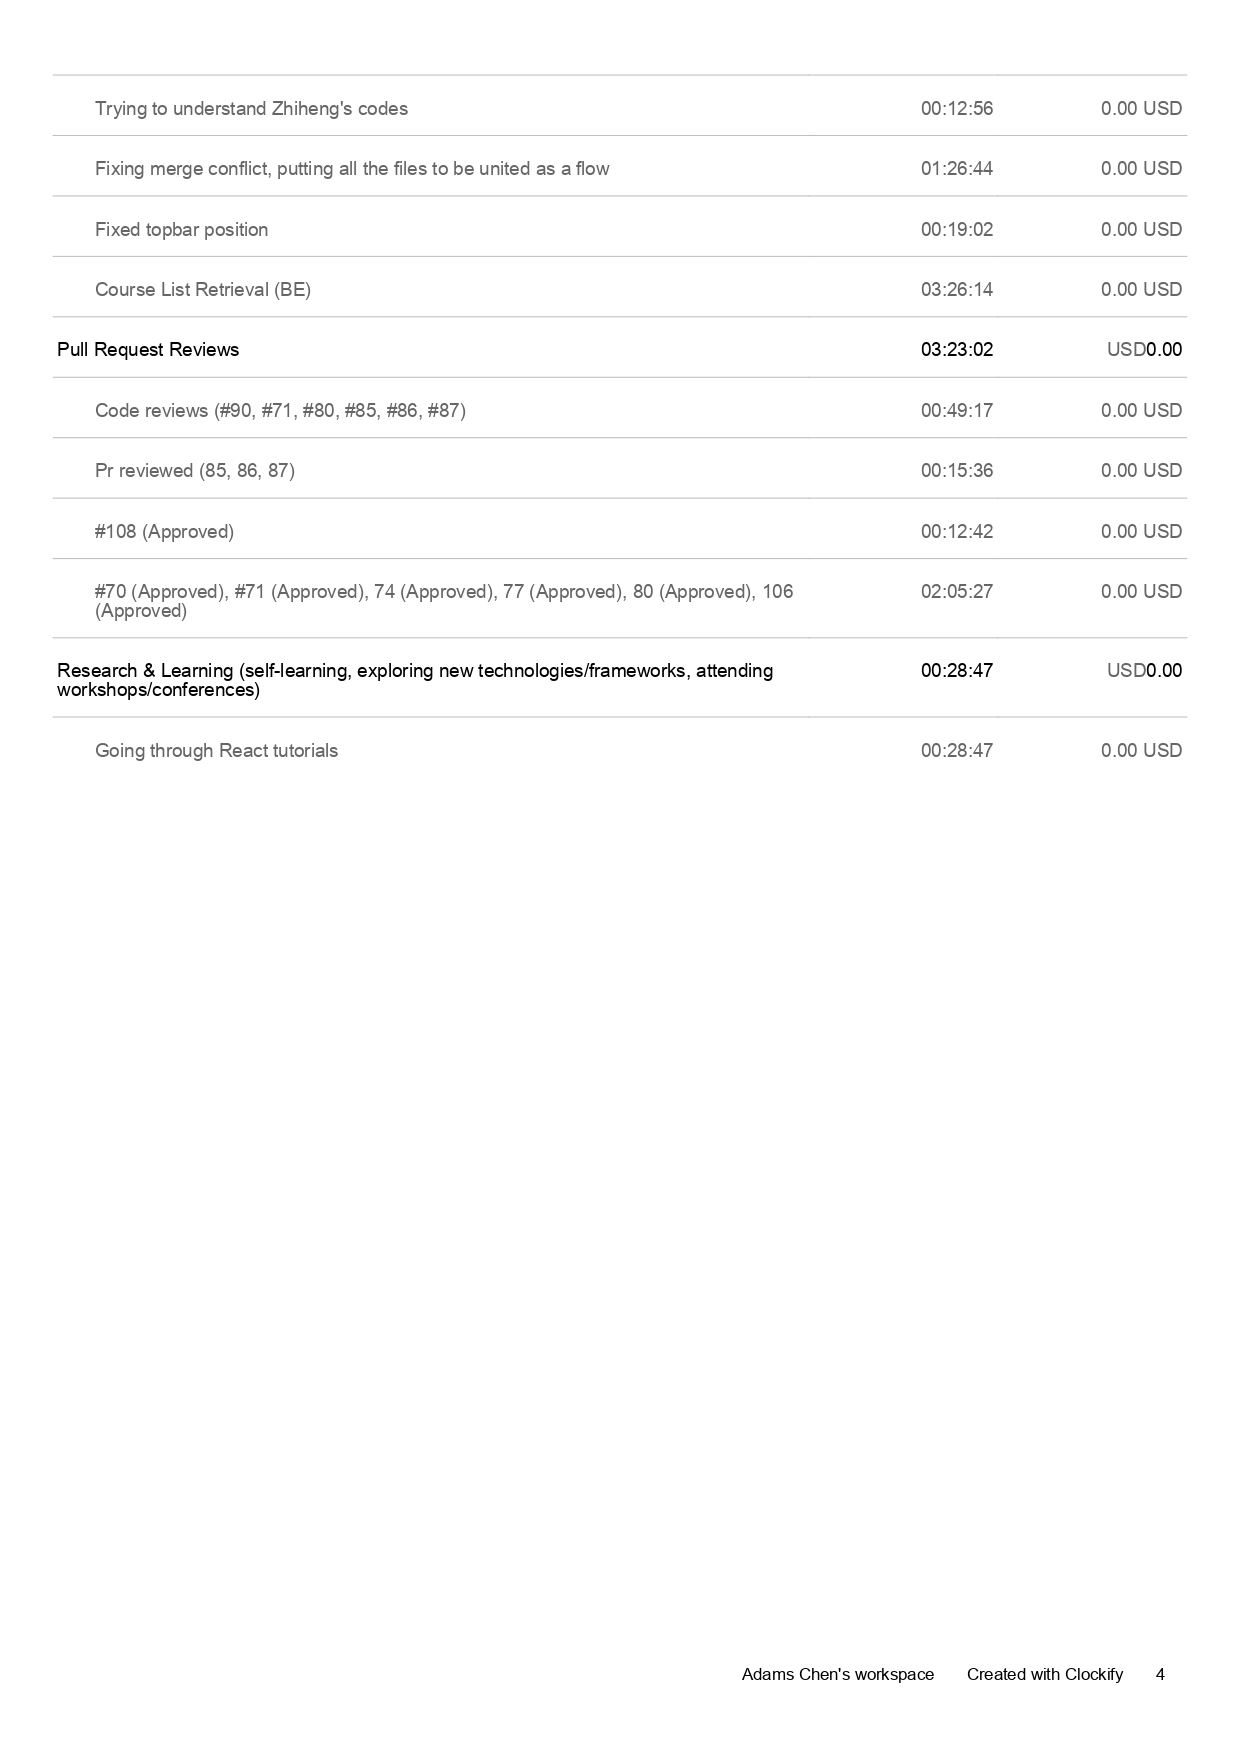 Trying to understand Zhiheng's codes 00:12:56 0.00 USD
Fixing merge conflict, putting all the files to be united as a flow 01:26:44 0.00 USD
Fixed topbar position 00:19:02 0.00 USD
Course List Retrieval (BE) 03:26:14 0.00 USD
Pull Request Reviews 03:23:02 USD0.00
Code reviews (#90, #71, #80, #85, #86, #87) 00:49:17 0.00 USD
Pr reviewed (85, 86, 87) 00:15:36 0.00 USD
#108 (Approved) 00:12:42 0.00 USD
#70 (Approved), #71 (Approved), 74 (Approved), 77 (Approved), 80 (Approved), 106 02:05:27 0.00 USD
(Approved)
Research & Learning (self-learning, exploring new technologies/frameworks, attending 00:28:47 USD0.00
workshops/conferences)
Going through React tutorials 00:28:47 0.00 USD
Adams Chen's workspace Created with Clockify 4